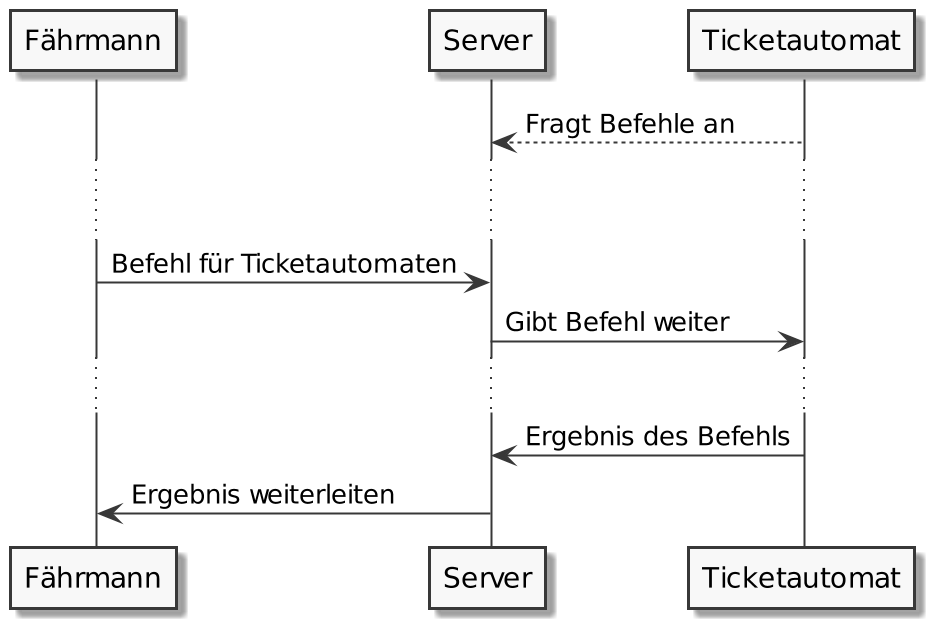 Fährmann
Server
Ticketautomat
Fragt Befehle an
Befehl für Ticketautomaten
Gibt Befehl weiter
Ergebnis des Befehls
Ergebnis weiterleiten
Fährmann
Server
Ticketautomat